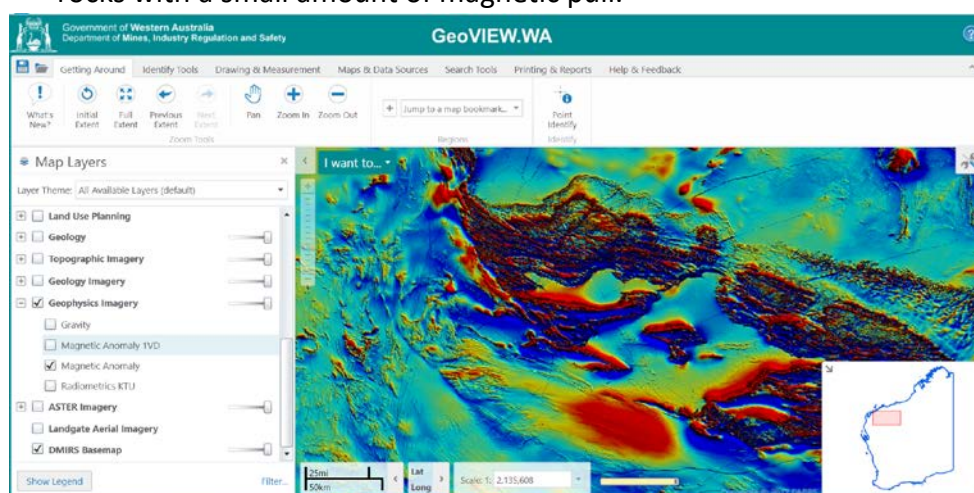 Rocks with a small amount of magnetic pull.
Government of Western Australia
Department of Mines, Industry Regulation and Safety
GeoVIEW.WA
Getting Around Identify Tools Drawing & Measurement Maps & Data Sources Search Tools Printing & Reports Help & Feedback
What's New?
Initial Extent
Full Extent
Previous Extent
Next Extent
Pan
Zoom In
Zoom Out
Jump to a map bookmark...
Point Identify
Zoom Tools
Regions
Identify
Map Layers
I want to...
Layer Theme: All Available Layers (default)
Land Use Planning
Geology
Topographic Imagery
Geology Imagery
Geophysics Imagery
Gravity
Magnetic Anomaly 1VD
Magnetic Anomaly
Radiometrics KTU
ASTER Imagery
Landgate Aerial Imagery
DMIRS Basemap
Show Legend
Filter...
25mi
50km
Lat
Long
Scale: 1: 2,135,608